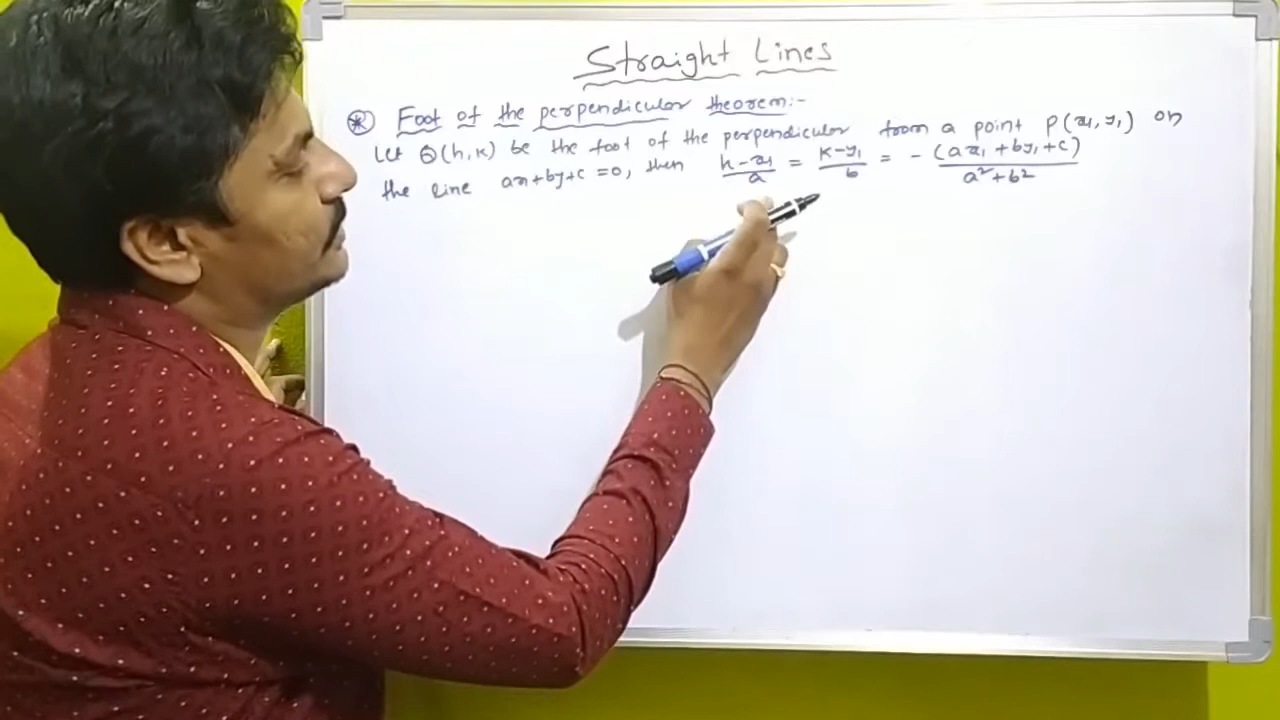 Straight Lines
⊛ Foot of the perpendicular theorem:-
Let Q(h,k) be the foot of the perpendicular from a point P(x₁,y₁) on
the line ax+by+c=0, then (h-x₁)/a = (k-y₁)/b = -(ax₁+by₁+c)/(a²+b²)